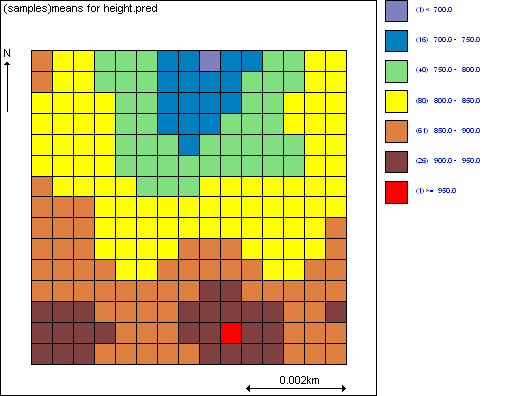 (samples)means for height.pred
N
0.002km
(1) < 700.0
(16) 700.0 - 750.0
(40) 750.0 - 800.0
(80) 800.0 - 850.0
(61) 850.0 - 900.0
(26) 900.0 - 950.0
(1) >= 950.0